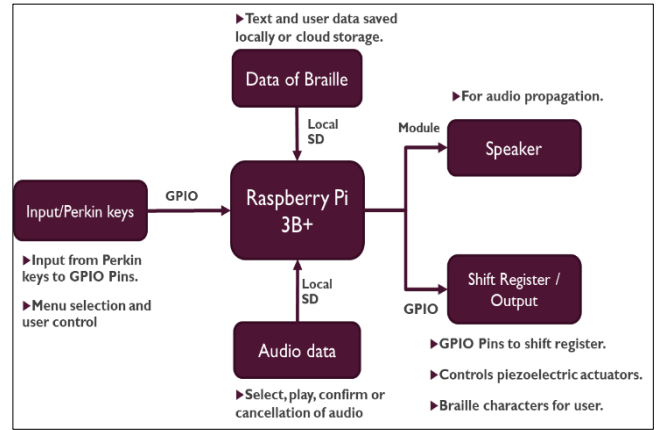 ▶Text and user data saved
locally or cloud storage.
Data of Braille
▶For audio propagation.
Local
SD
Module
Speaker
Input/Perkin keys
GPIO
Raspberry Pi
3B+
▶Input from Perkin
keys to GPIO Pins.
▶Menu selection and
user control
Local
SD
Shift Register /
Output
GPIO
Audio data
▶GPIO Pins to shift register.
▶Controls piezoelectric actuators.
▶Braille characters for user.
▶Select, play, confirm or
cancellation of audio